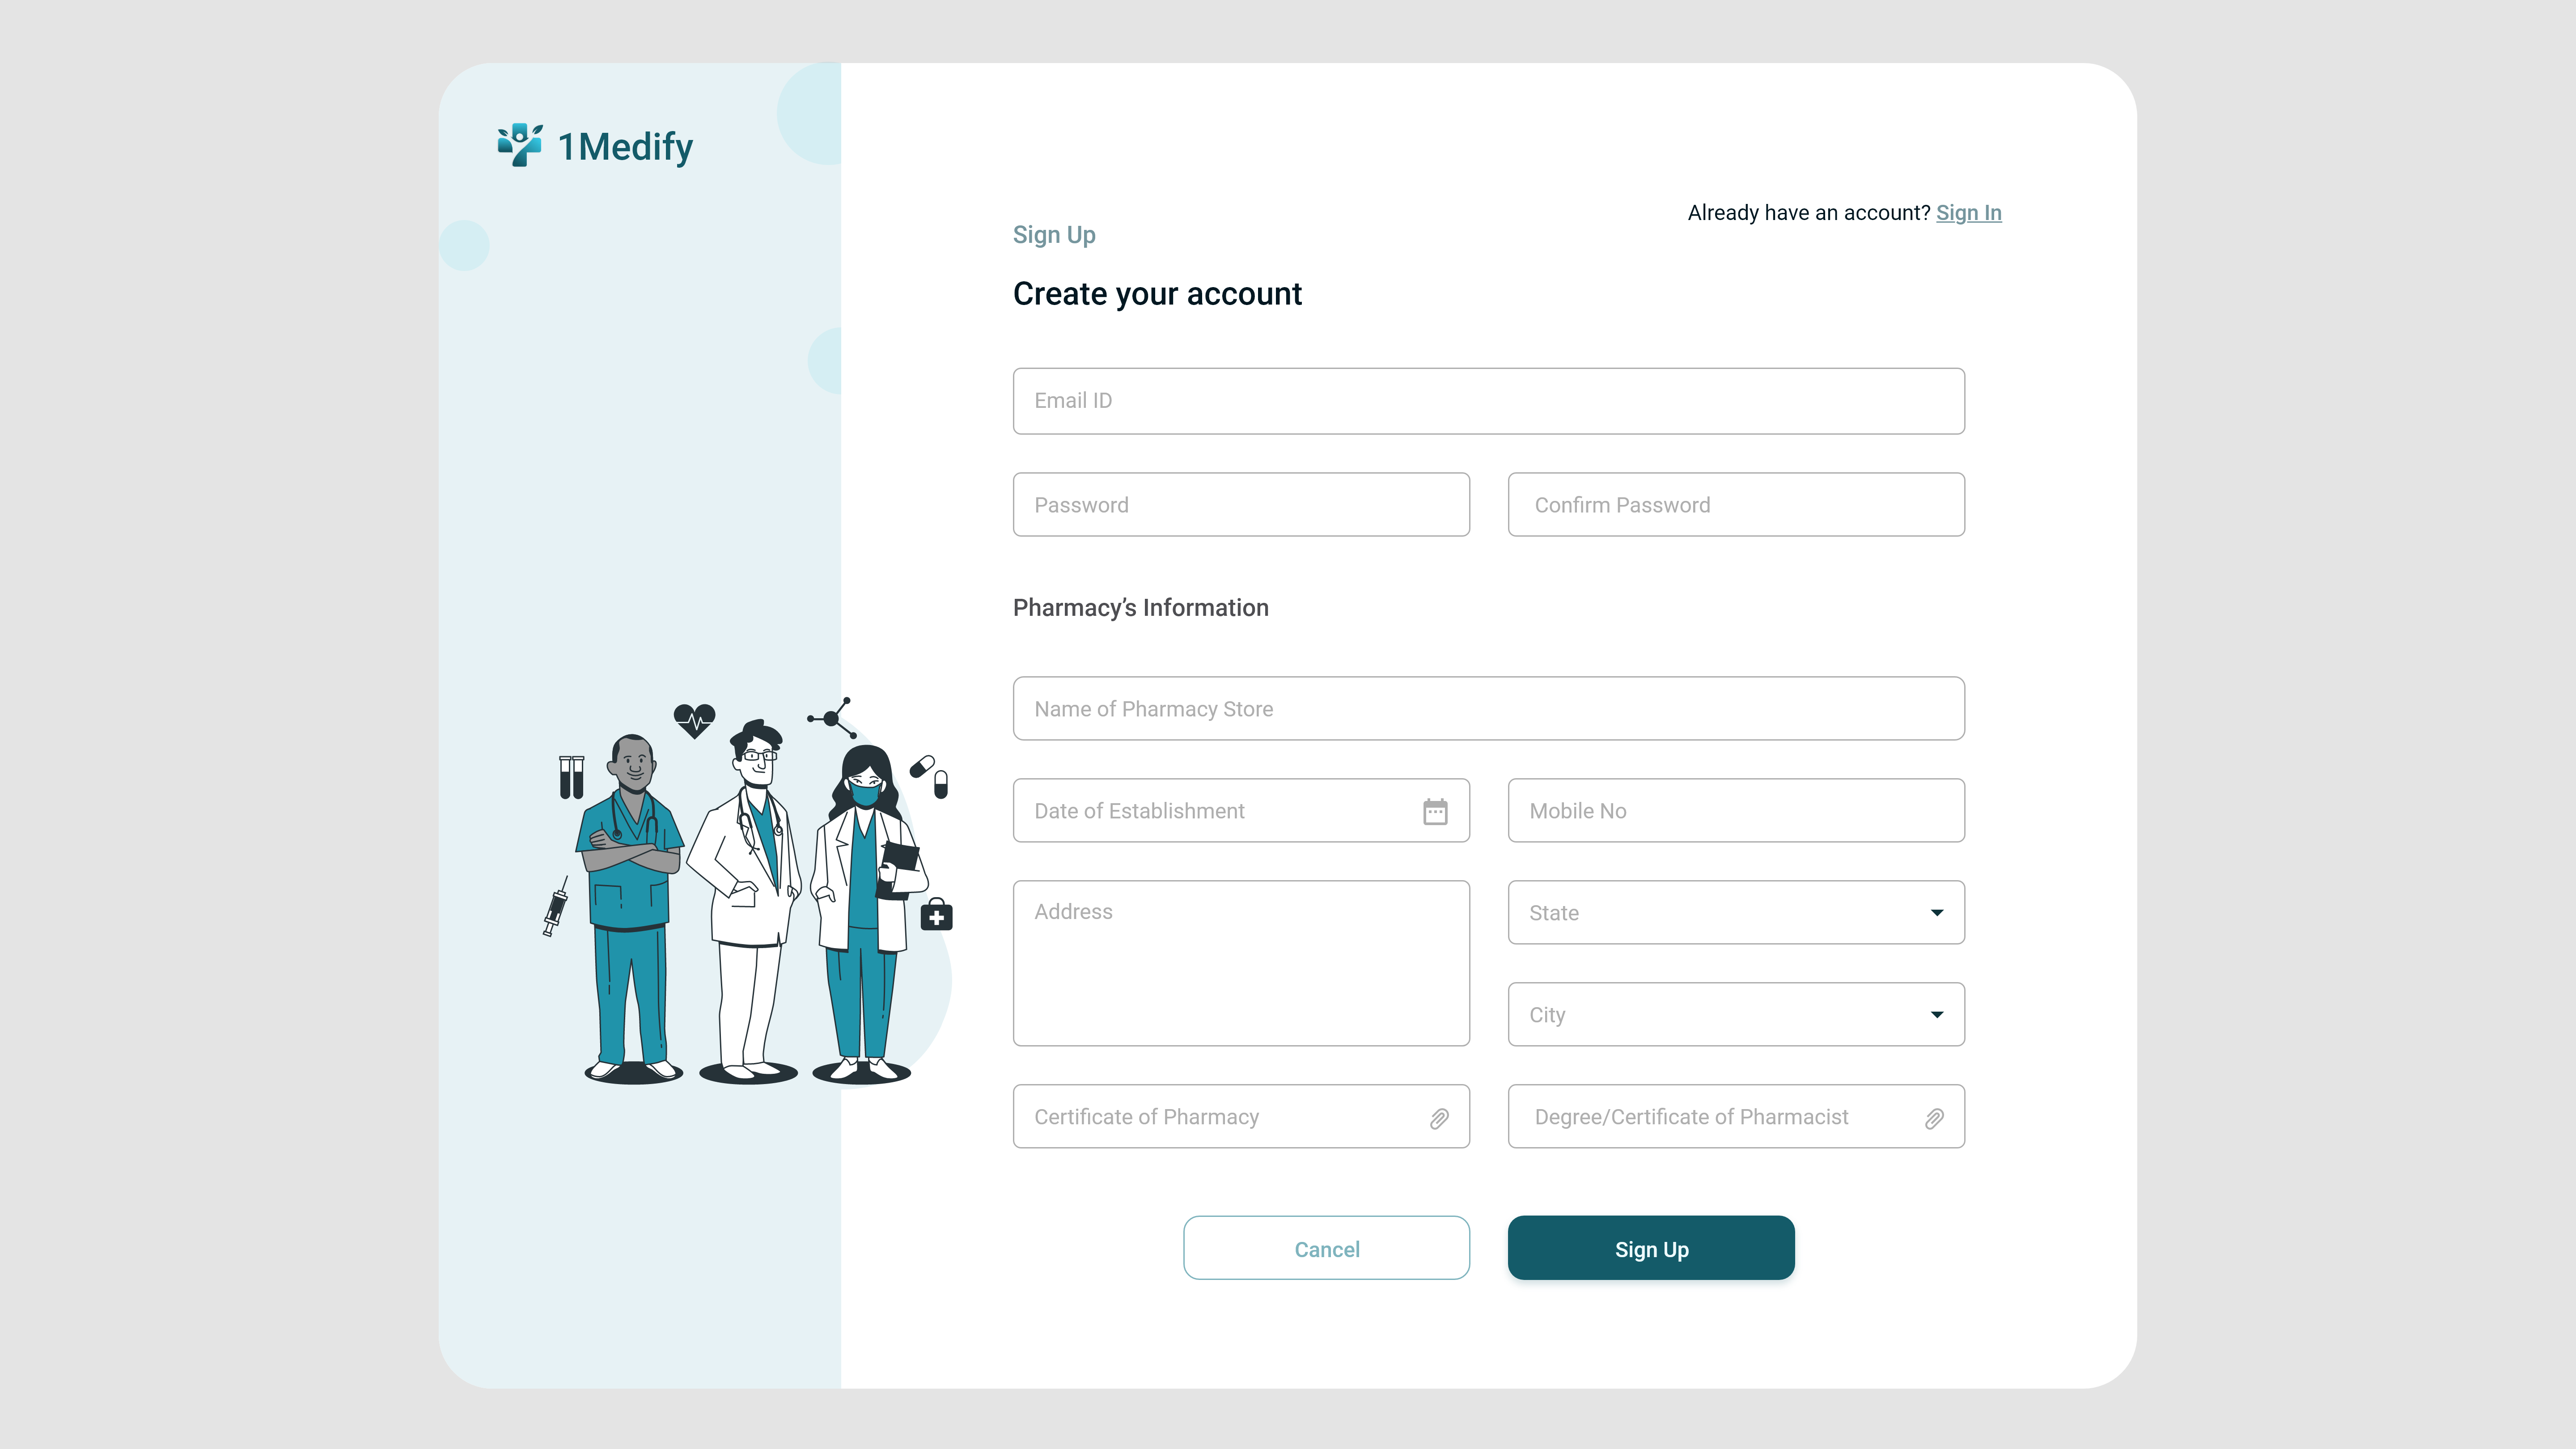 1Medify
Already have an account? Sign In
Sign Up
Create your account
Email ID
Password
Confirm Password
Pharmacy’s Information
Name of Pharmacy Store
Date of Establishment
Mobile No
Address
State
City
Certificate of Pharmacy
Degree/Certificate of Pharmacist
Cancel
Sign Up